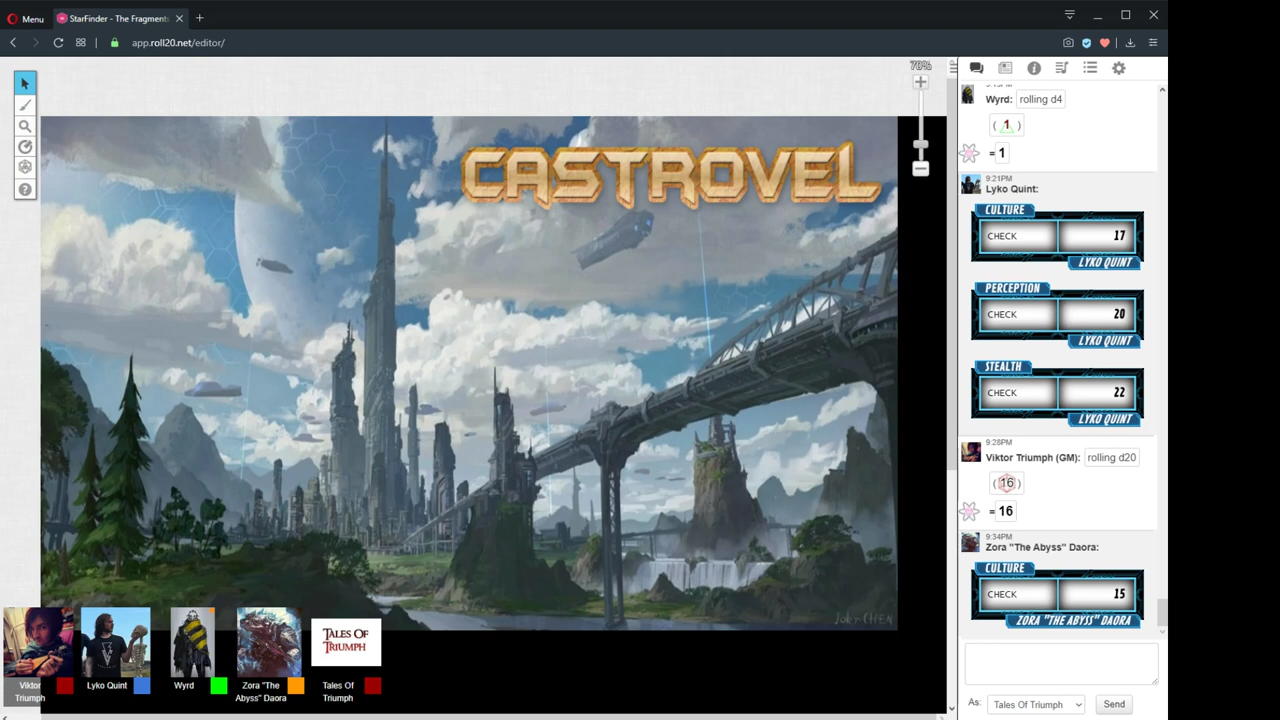 Menu
StarFinder - The Fragments
app.roll20.net/editor/
70%
CASTROVEL
John CHEN
Viktor
Triumph
Lyko Quint
Wyrd
Zora "The
Abyss" Daora
TALES OF
TRIUMPH
Tales Of
Triumph
Wyrd: rolling d4
( 1 )
= 1
9:21PM
Lyko Quint:
CULTURE
CHECK 17
LYKO QUINT
PERCEPTION
CHECK 20
LYKO QUINT
STEALTH
CHECK 22
LYKO QUINT
9:28PM
Viktor Triumph (GM): rolling d20
(16)
= 16
9:34PM
Zora "The Abyss" Daora:
CULTURE
CHECK 15
ZORA "THE ABYSS" DAORA
As: Tales Of Triumph Send